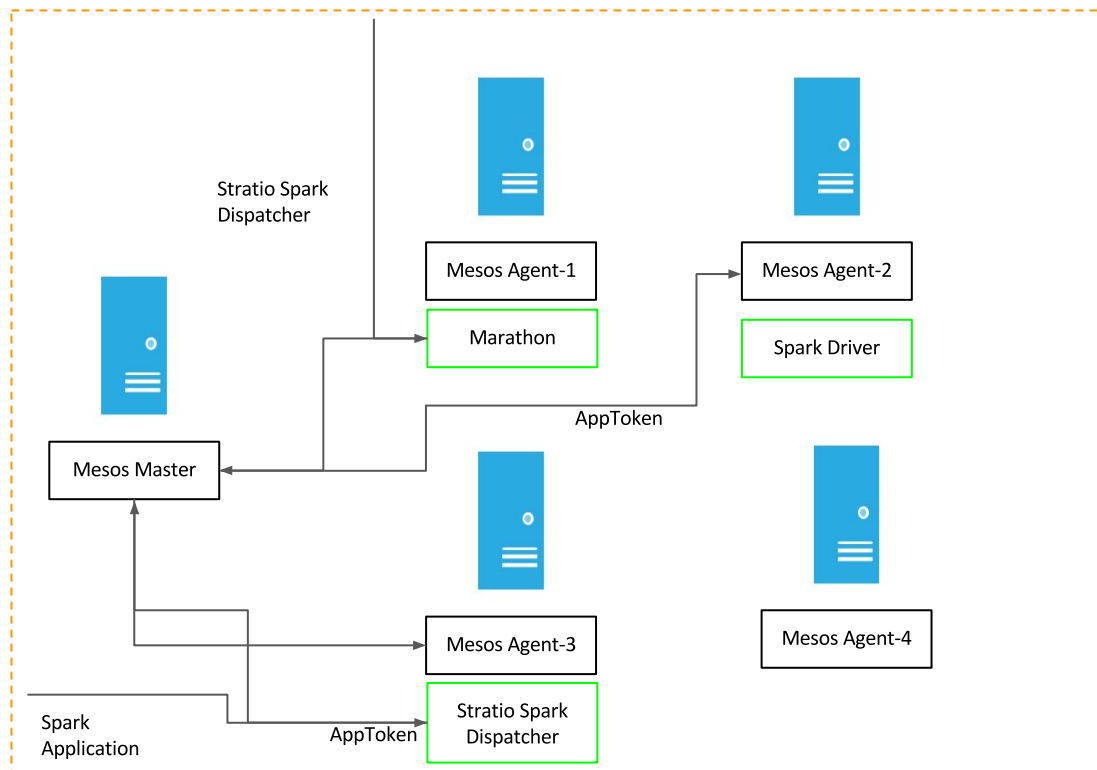 Stratio Spark
Dispatcher
Mesos Agent-1
Mesos Agent-2
Marathon
Spark Driver
AppToken
Mesos Master
Mesos Agent-3
Mesos Agent-4
Stratio Spark
Dispatcher
AppToken
Spark
Application